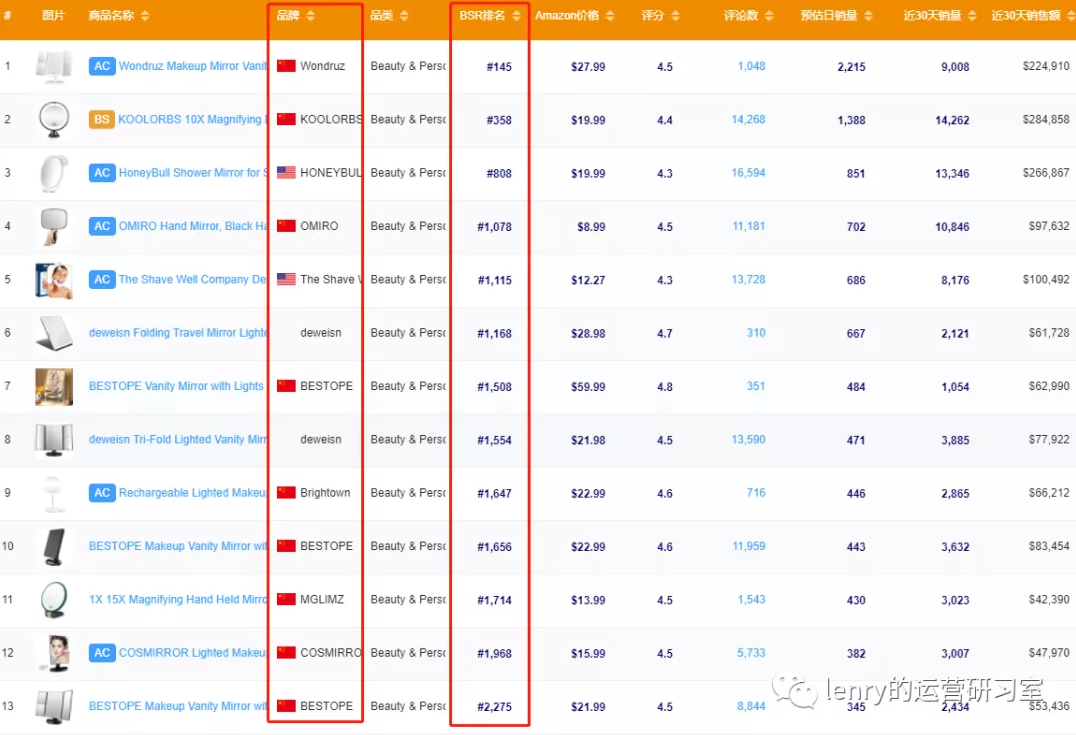 # 图片 商品名称 品牌 品类 BSR排名 Amazon价格 评分 评论数 预估日销量 近30天销量 近30天销售额
1 AC Wondruz Makeup Mirror Vanit Wondruz Beauty & Perso #145 $27.99 4.5 1,048 2,215 9,008 $224,910
2 BS KOOLORBS 10X Magnifying KOOLORBS Beauty & Perso #358 $19.99 4.4 14,268 1,388 14,262 $284,858
3 AC HoneyBull Shower Mirror for S HONEYBUL Beauty & Perso #808 $19.99 4.3 16,594 851 13,346 $266,867
4 AC OMIRO Hand Mirror, Black Ha OMIRO Beauty & Perso #1,078 $8.99 4.5 11,181 702 10,846 $97,632
5 AC The Shave Well Company De The Shave W Beauty & Perso #1,115 $12.27 4.3 13,728 686 8,176 $100,492
6 deweisn Folding Travel Mirror Lighte deweisn Beauty & Perso #1,168 $28.98 4.7 310 667 2,121 $61,728
7 BESTOPE Vanity Mirror with Lights BESTOPE Beauty & Perso #1,508 $59.99 4.8 351 484 1,054 $62,990
8 deweisn Tri-Fold Lighted Vanity Mirr deweisn Beauty & Perso #1,554 $21.98 4.5 13,590 471 3,885 $77,922
9 AC Rechargeable Lighted Makeu Brightown Beauty & Perso #1,647 $22.99 4.6 716 446 2,865 $66,212
10 BESTOPE Makeup Vanity Mirror wit BESTOPE Beauty & Perso #1,656 $22.99 4.6 11,959 443 3,632 $83,454
11 1X 15X Magnifying Hand Held Mirro MGLIMZ Beauty & Perso #1,714 $13.99 4.5 1,543 430 3,023 $42,390
12 AC COSMIRROR Lighted Makeu COSMIRRO Beauty & Perso #1,968 $15.99 4.5 5,733 382 3,007 $47,970
lenry的运营研习室
13 BESTOPE Makeup Vanity Mirror wit BESTOPE Beauty & Perso #2,275 $21.99 4.5 8,844 345 2,434 $53,436